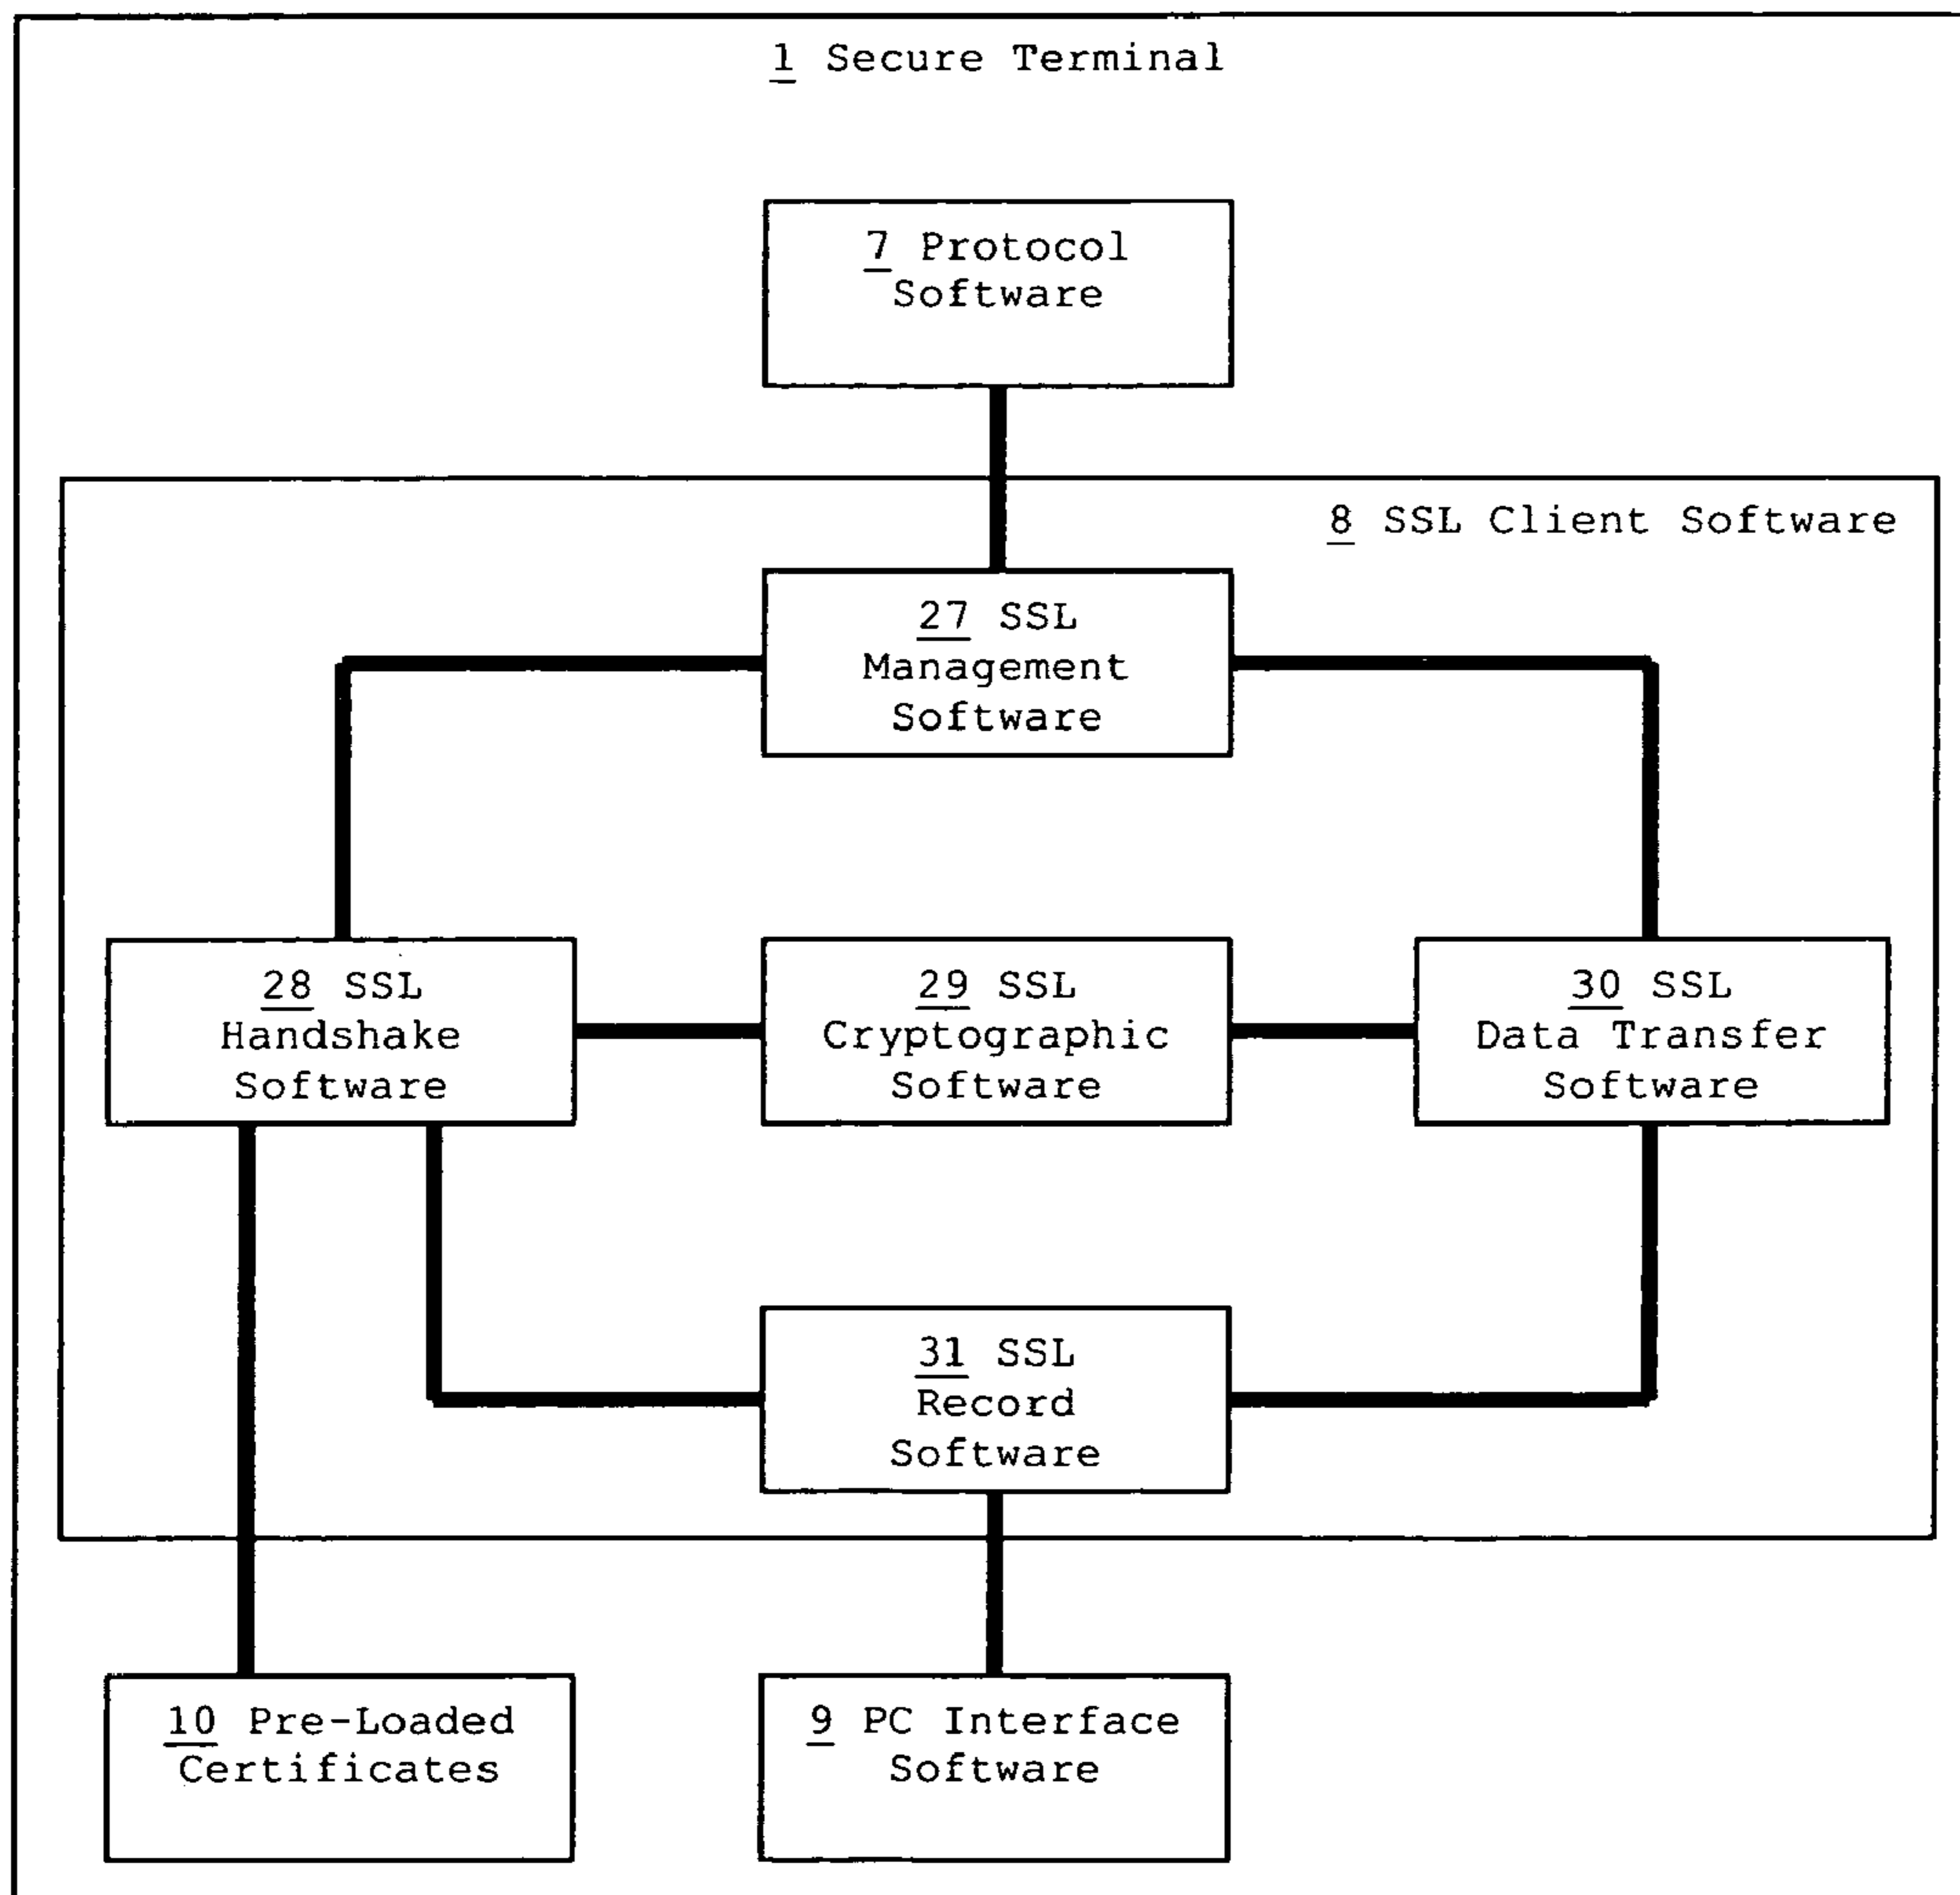 1 Secure Terminal
7 Protocol
Software
8 SSL Client Software
27 SSL
Management
Software
28 SSL
Handshake
Software
29 SSL
Cryptographic
Software
30 SSL
Data Transfer
Software
31 SSL
Record
Software
10 Pre-Loaded
Certificates
9 PC Interface
Software